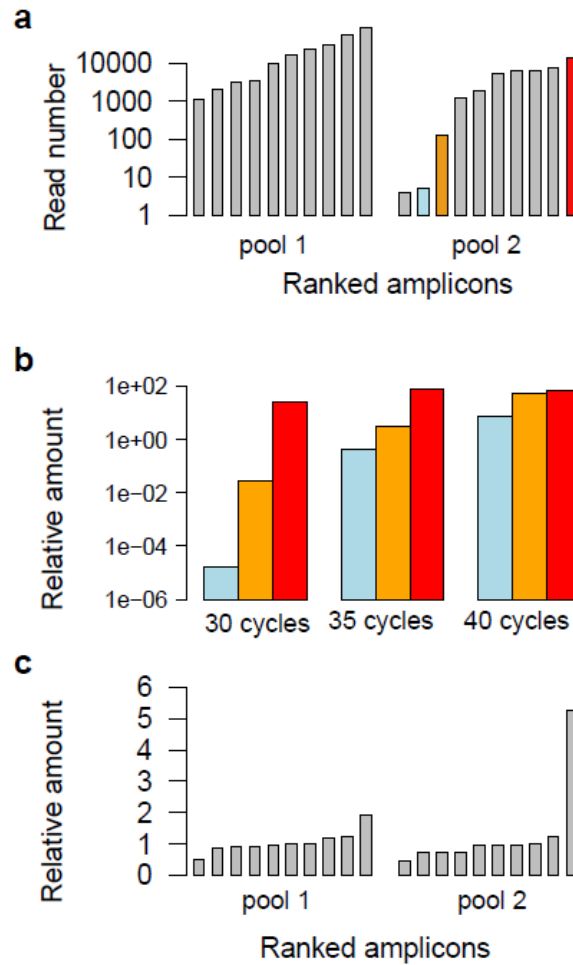 a
Read number
10000
1000
100
10
1
pool 1 pool 2
Ranked amplicons
b
Relative amount
1e+02
1e+00
1e−02
1e−04
1e−06
30 cycles 35 cycles 40 cycles
c
Relative amount
6
5
4
3
2
1
0
pool 1 pool 2
Ranked amplicons